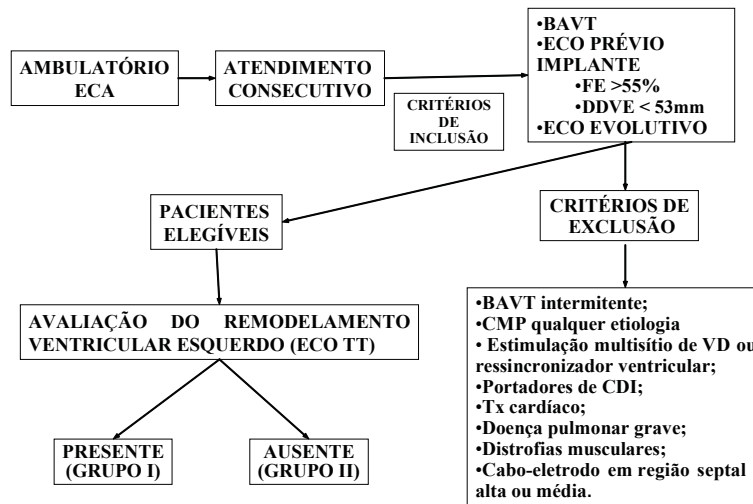 AMBULATÓRIO
ECA
ATENDIMENTO
CONSECUTIVO
CRITÉRIOS
DE
INCLUSÃO
•BAVT
•ECO PRÉVIO
IMPLANTE
•FE >55%
•DDVE < 53mm
•ECO EVOLUTIVO
PACIENTES
ELEGÍVEIS
CRITÉRIOS DE
EXCLUSÃO
AVALIAÇÃO DO REMODELAMENTO
VENTRICULAR ESQUERDO (ECO TT)
PRESENTE
(GRUPO I)
AUSENTE
(GRUPO II)
•BAVT intermitente;
•CMP qualquer etiologia
• Estimulação multisítio de VD ou
ressincronizador ventricular;
•Portadores de CDI;
•Tx cardíaco;
•Doença pulmonar grave;
•Distrofias musculares;
•Cabo-eletrodo em região septal
alta ou média.